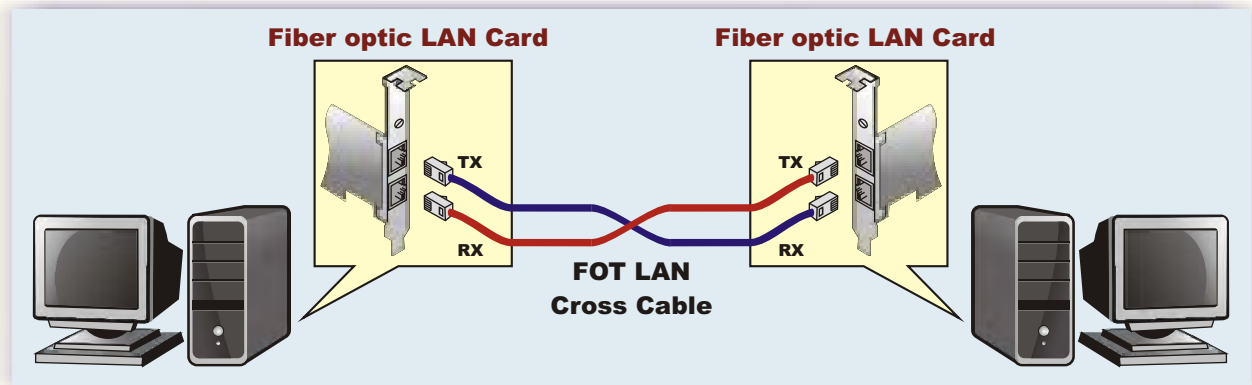 Fiber optic LAN Card
Fiber optic LAN Card
TX
TX
RX
RX
FOT LAN
Cross Cable